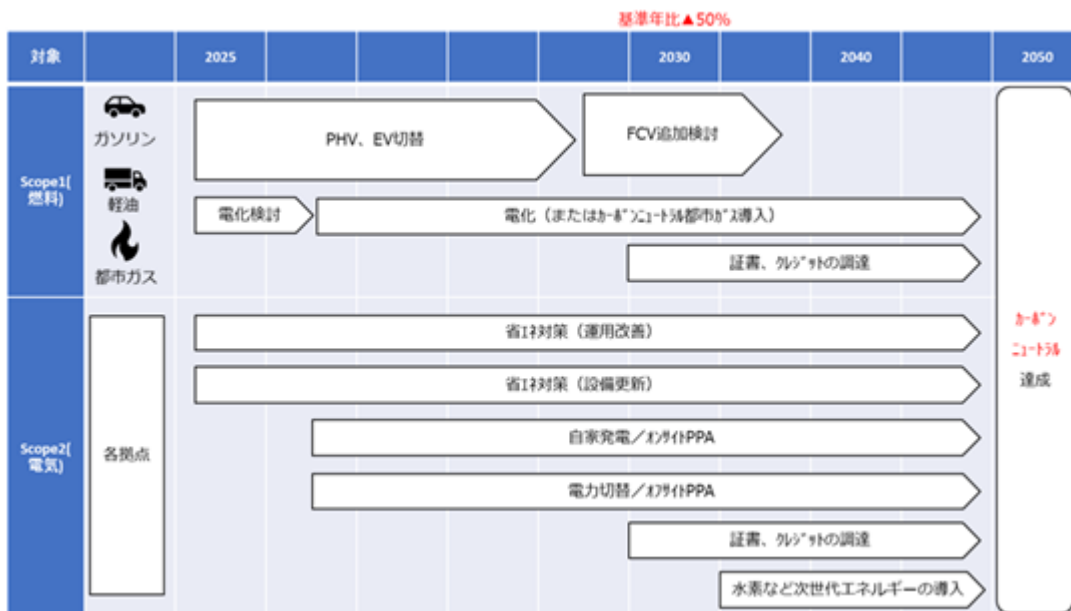 基準年比▲50%
対象 2025 2030 2040 2050
Scope1(
燃料)
ガソリン
軽油
都市ガス
PHV、EV切替
FCV追加検討
電化検討
電化（またはｶｰﾎﾞﾝﾆｭｰﾄﾗﾙ都市ｶﾞｽ導入）
証書、ｸﾚｼﾞｯﾄの調達
Scope2(
電気)
各拠点
省ｴﾈ対策（運用改善）
省ｴﾈ対策（設備更新）
自家発電／ｵﾝｻｲﾄPPA
電力切替／ｵﾌｻｲﾄPPA
証書、ｸﾚｼﾞｯﾄの調達
水素など次世代エネルギーの導入
ｶｰﾎﾞﾝ
ﾆｭｰﾄﾗﾙ
達成